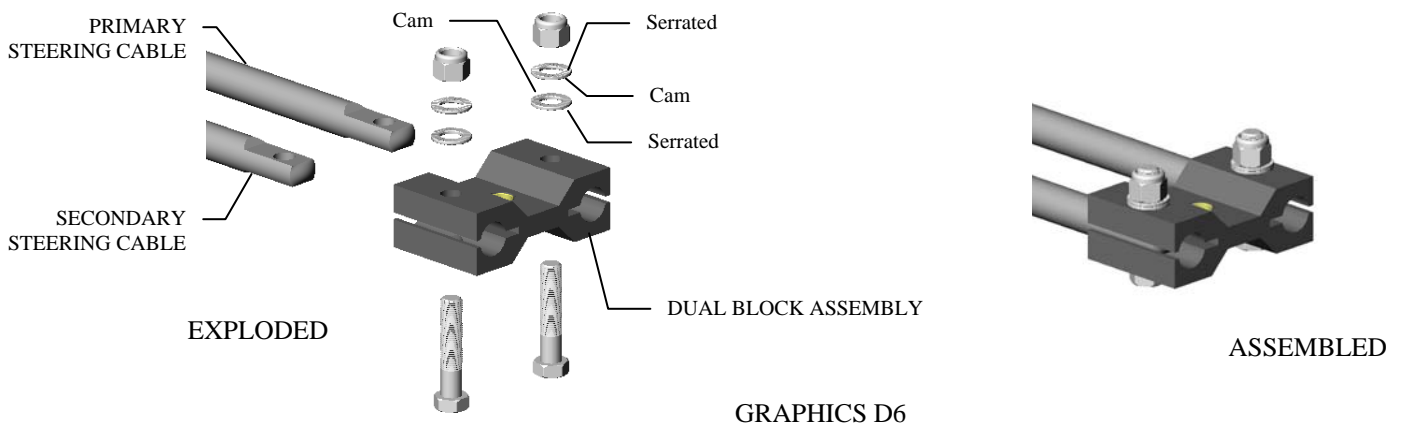 PRIMARY
STEERING CABLE
Cam
Serrated
Cam
Serrated
SECONDARY
STEERING CABLE
DUAL BLOCK ASSEMBLY
EXPLODED
ASSEMBLED
GRAPHICS D6